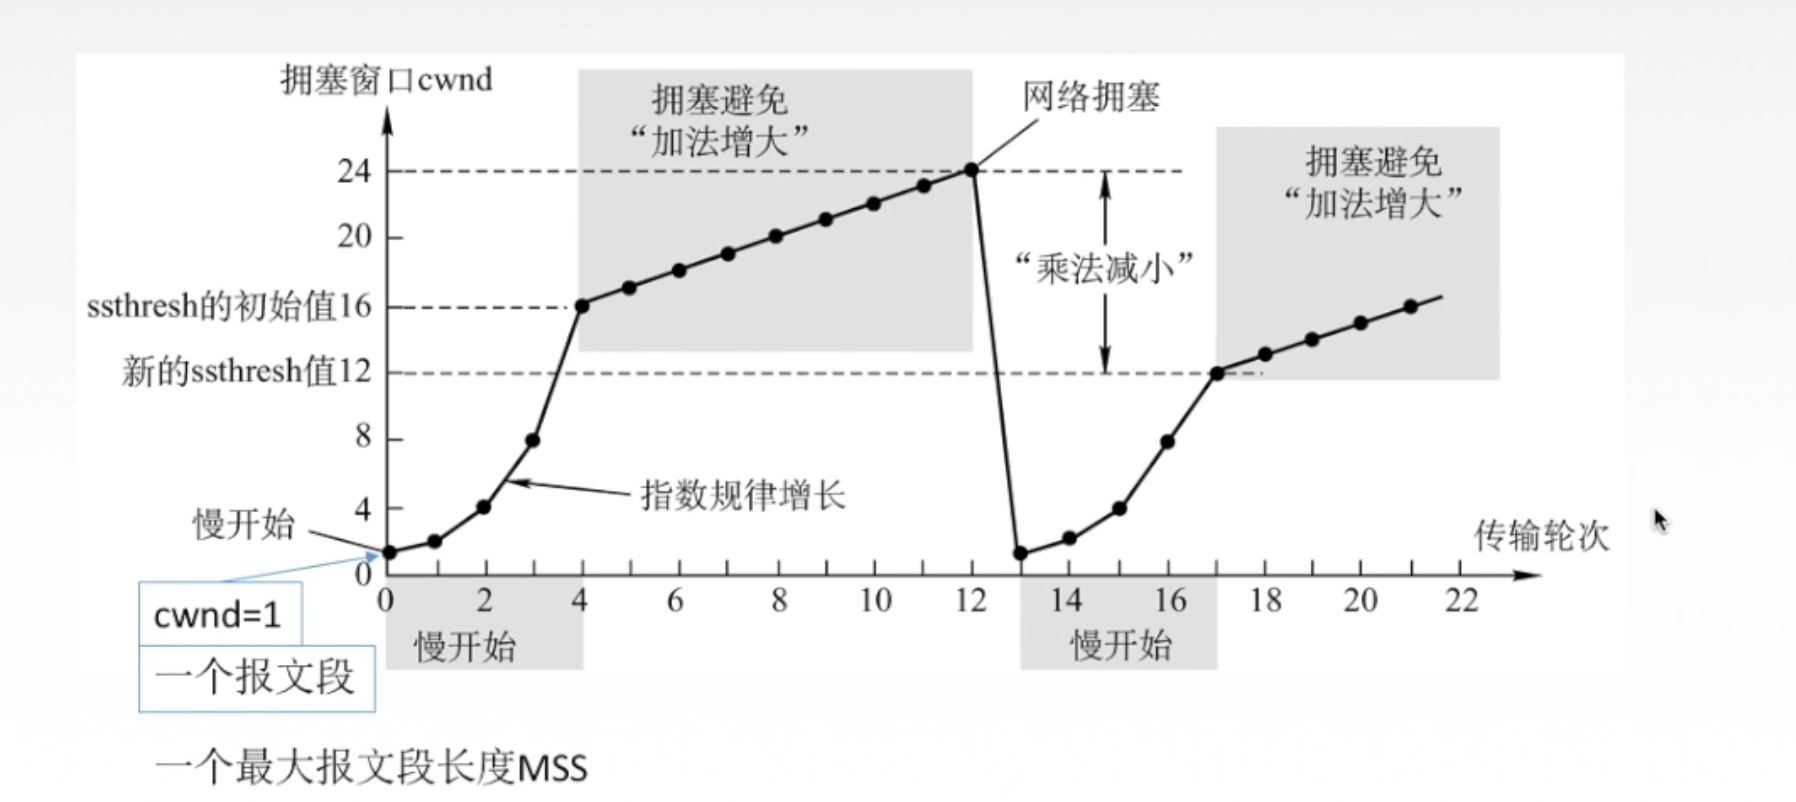 拥塞窗口cwnd
拥塞避免
“加法增大”
网络拥塞
拥塞避免
“加法增大”
24
20
“乘法减小”
ssthresh的初始值16
新的ssthresh值12
8
指数规律增长
4
慢开始
传输轮次
0
0 2 4 6 8 10 12 14 16 18 20 22
cwnd=1
慢开始
慢开始
一个报文段
一个最大报文段长度MSS